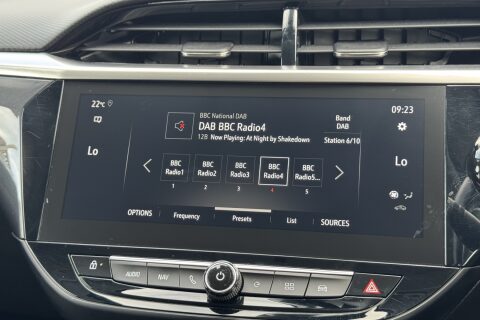 22°C
BBC National DAB
DAB BBC Radio4
12B Now Playing: At Night by Shakedown
Band
DAB
Station 6/10
09:23
Lo
Lo
BBC
Radio1
BBC
Radio2
BBC
Radio3
BBC
Radio4
BBC
Radio5...
1
2
3
4
5
OPTIONS
Frequency
Presets
List
SOURCES
AUDIO
NAV